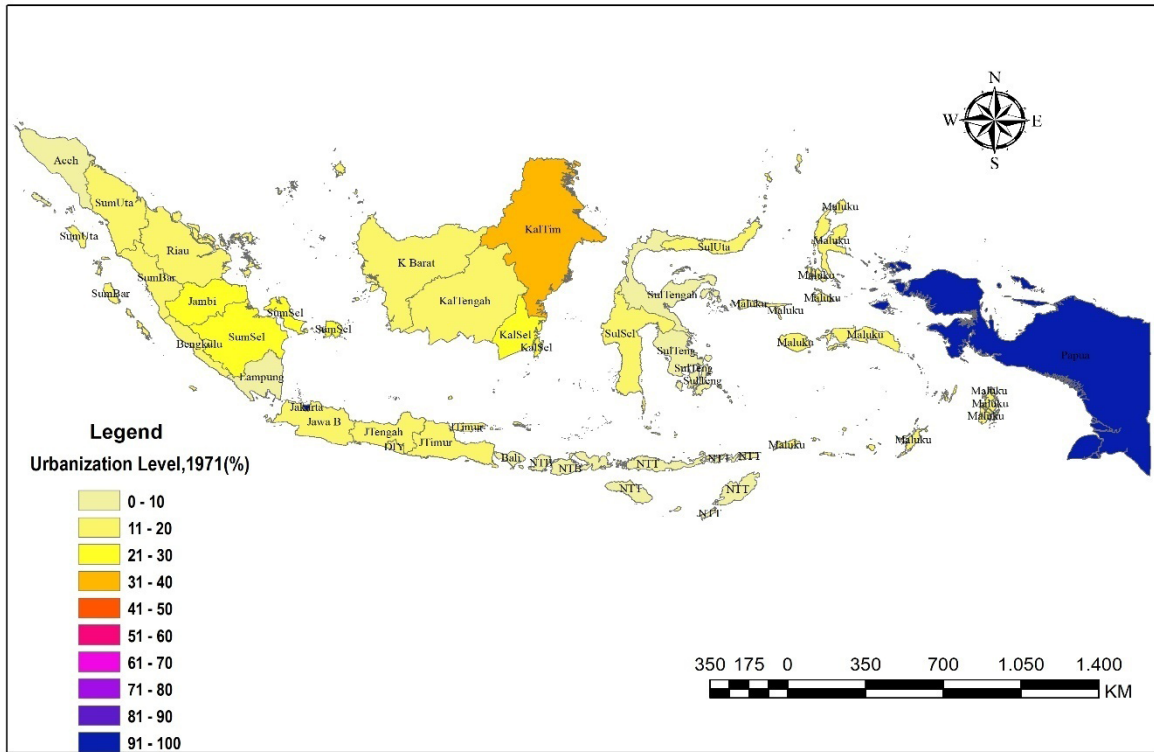 N
W
E
S
Aceh
SumUta
SumUta
Riau
SumBar
SumBar
Jambi
SumSel
SumSel
SumSel
Bengkulu
Lampung
K Barat
KalTim
KalTengah
KalSel
KalSel
SulUta
SulTengah
SulSel
SulTeng
SulTeng
SulTeng
Maluku
Maluku
Maluku
Maluku
Maluku
Maluku
Maluku
Maluku
Maluku
Maluku
Maluku
Maluku
Maluku
Papua
Jakarta
Jawa B
JTengah
DIY
JTimur
JTimur
Bali
NTB
NTB
NTT
NTT
NTT
NTT
NTT
NTT
Legend
Urbanization Level,1971(%)
0 - 10
11 - 20
21 - 30
31 - 40
41 - 50
51 - 60
61 - 70
71 - 80
81 - 90
91 - 100
350 175 0 350 700 1.050 1.400
KM